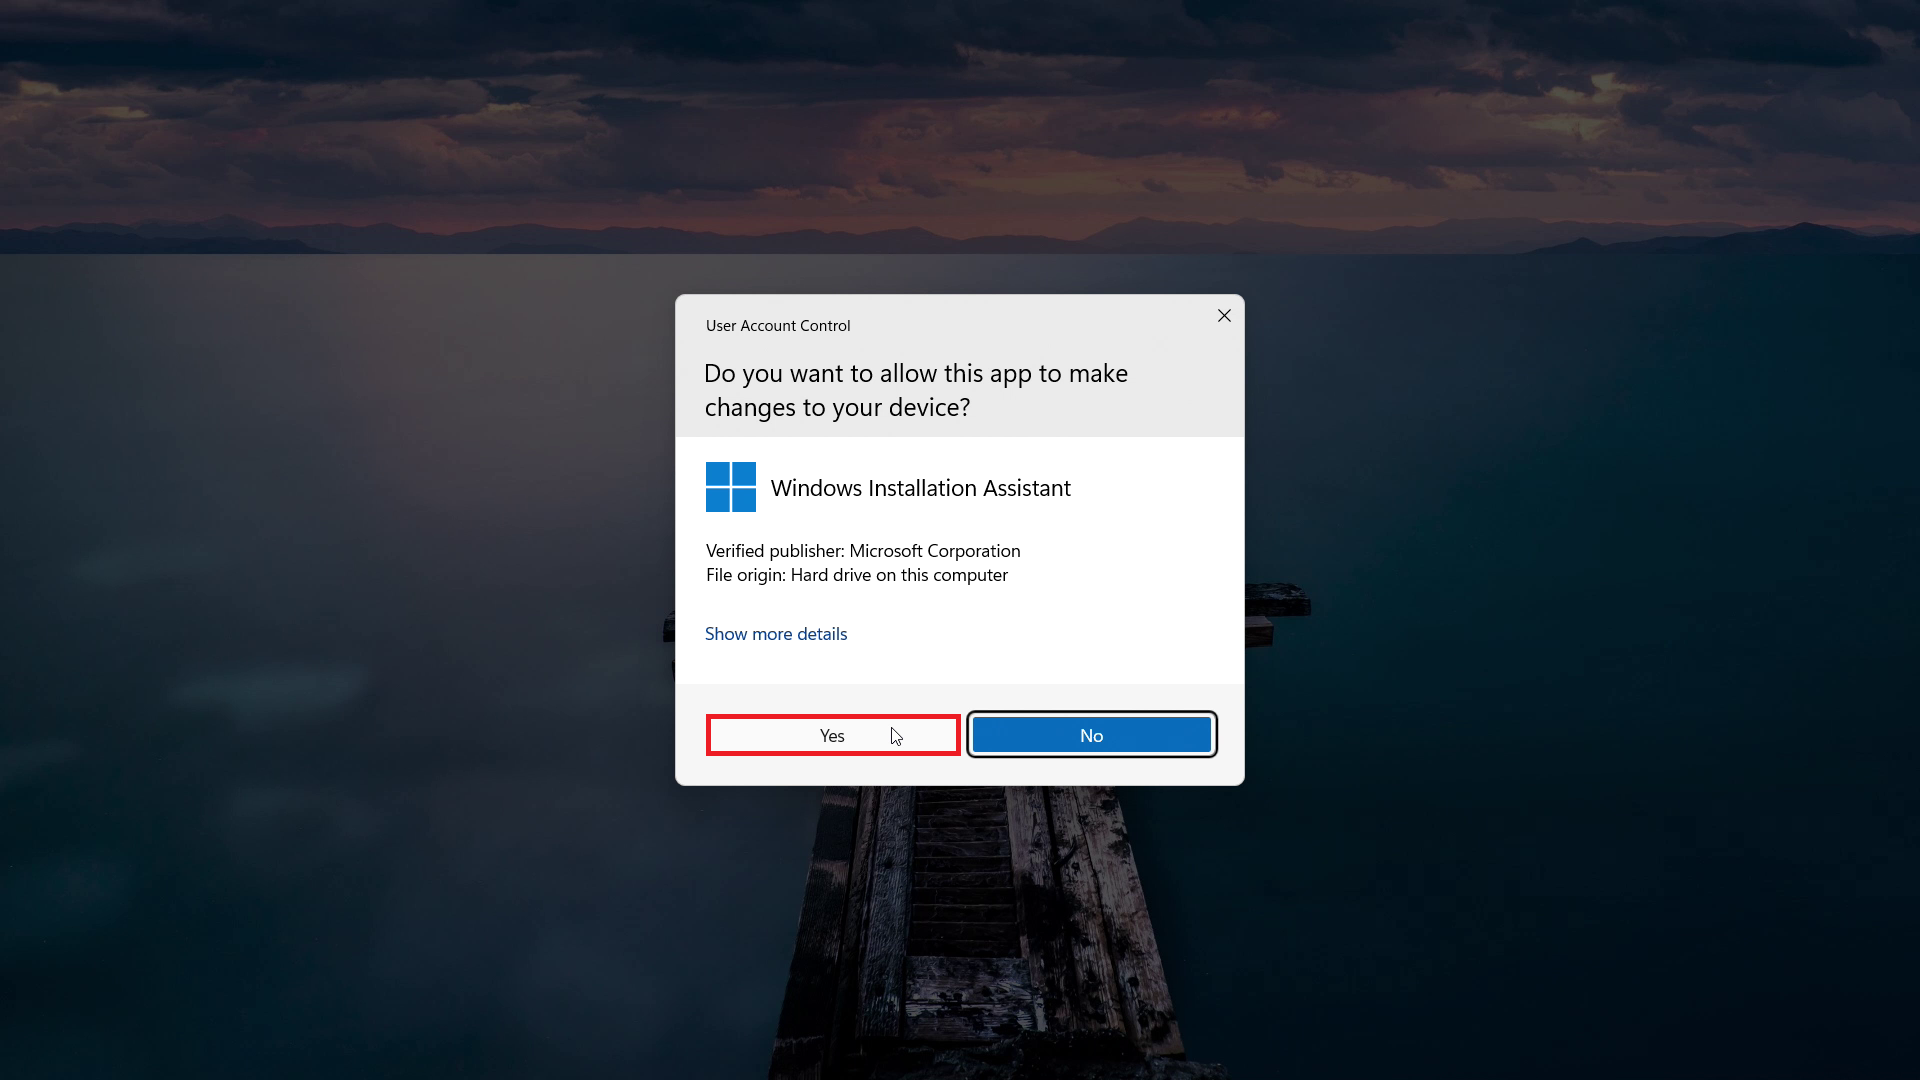 User Account Control
Do you want to allow this app to make
changes to your device?
Windows Installation Assistant
Verified publisher: Microsoft Corporation
File origin: Hard drive on this computer
Show more details
Yes
No